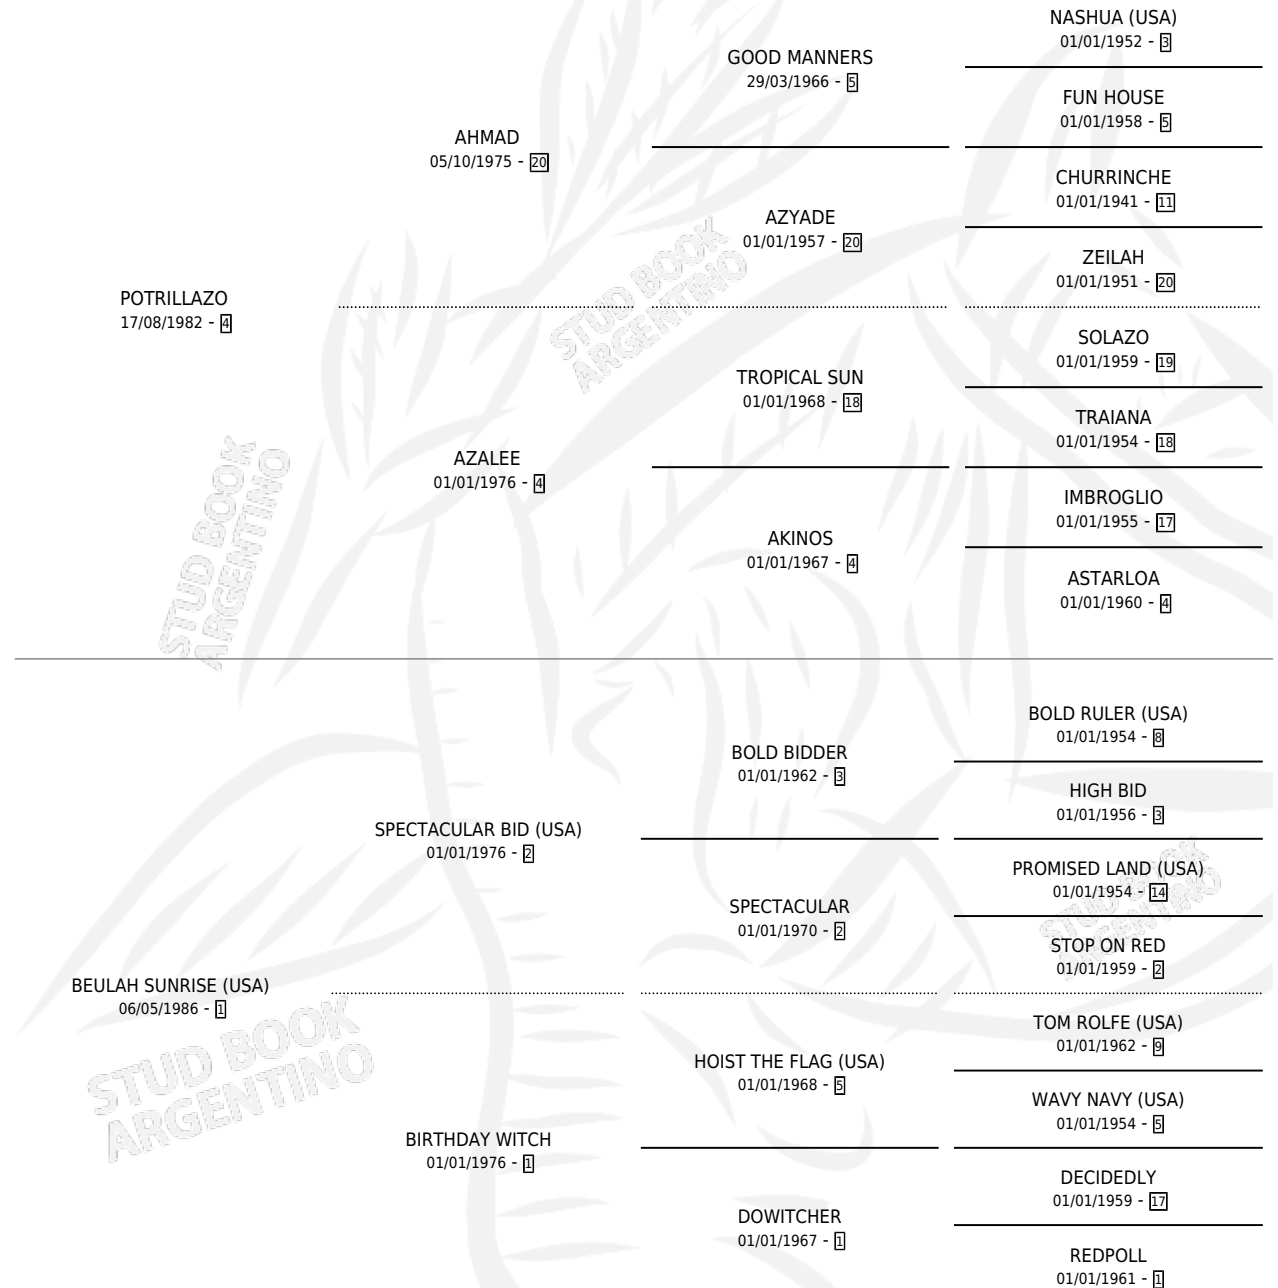 NASHUA (USA)
01/01/1952 - 3
GOOD MANNERS
29/03/1966 - 5
FUN HOUSE
01/01/1958 - 5
AHMAD
05/10/1975 - 20
CHURRINCHE
01/01/1941 - 11
AZYADE
01/01/1957 - 20
ZEILAH
01/01/1951 - 20
POTRILLAZO
17/08/1982 - 4
SOLAZO
01/01/1959 - 19
TROPICAL SUN
01/01/1968 - 18
TRAIANA
01/01/1954 - 18
AZALEE
01/01/1976 - 4
IMBROGLIO
01/01/1955 - 17
AKINOS
01/01/1967 - 4
ASTARLOA
01/01/1960 - 4
BOLD RULER (USA)
01/01/1954 - 8
BOLD BIDDER
01/01/1962 - 3
HIGH BID
01/01/1956 - 3
SPECTACULAR BID (USA)
01/01/1976 - 2
PROMISED LAND (USA)
01/01/1954 - 14
SPECTACULAR
01/01/1970 - 2
STOP ON RED
01/01/1959 - 2
BEULAH SUNRISE (USA)
06/05/1986 - 1
TOM ROLFE (USA)
01/01/1962 - 9
HOIST THE FLAG (USA)
01/01/1968 - 5
WAVY NAVY (USA)
01/01/1954 - 5
BIRTHDAY WITCH
01/01/1976 - 1
DECIDEDLY
01/01/1959 - 17
DOWITCHER
01/01/1967 - 1
REDPOLL
01/01/1961 - 1
STUD BOOK
ARGENTINO
STUD BOOK
ARGENTINO
STUD BOOK
ARGENTINO
STUD BOOK
ARGENTINO